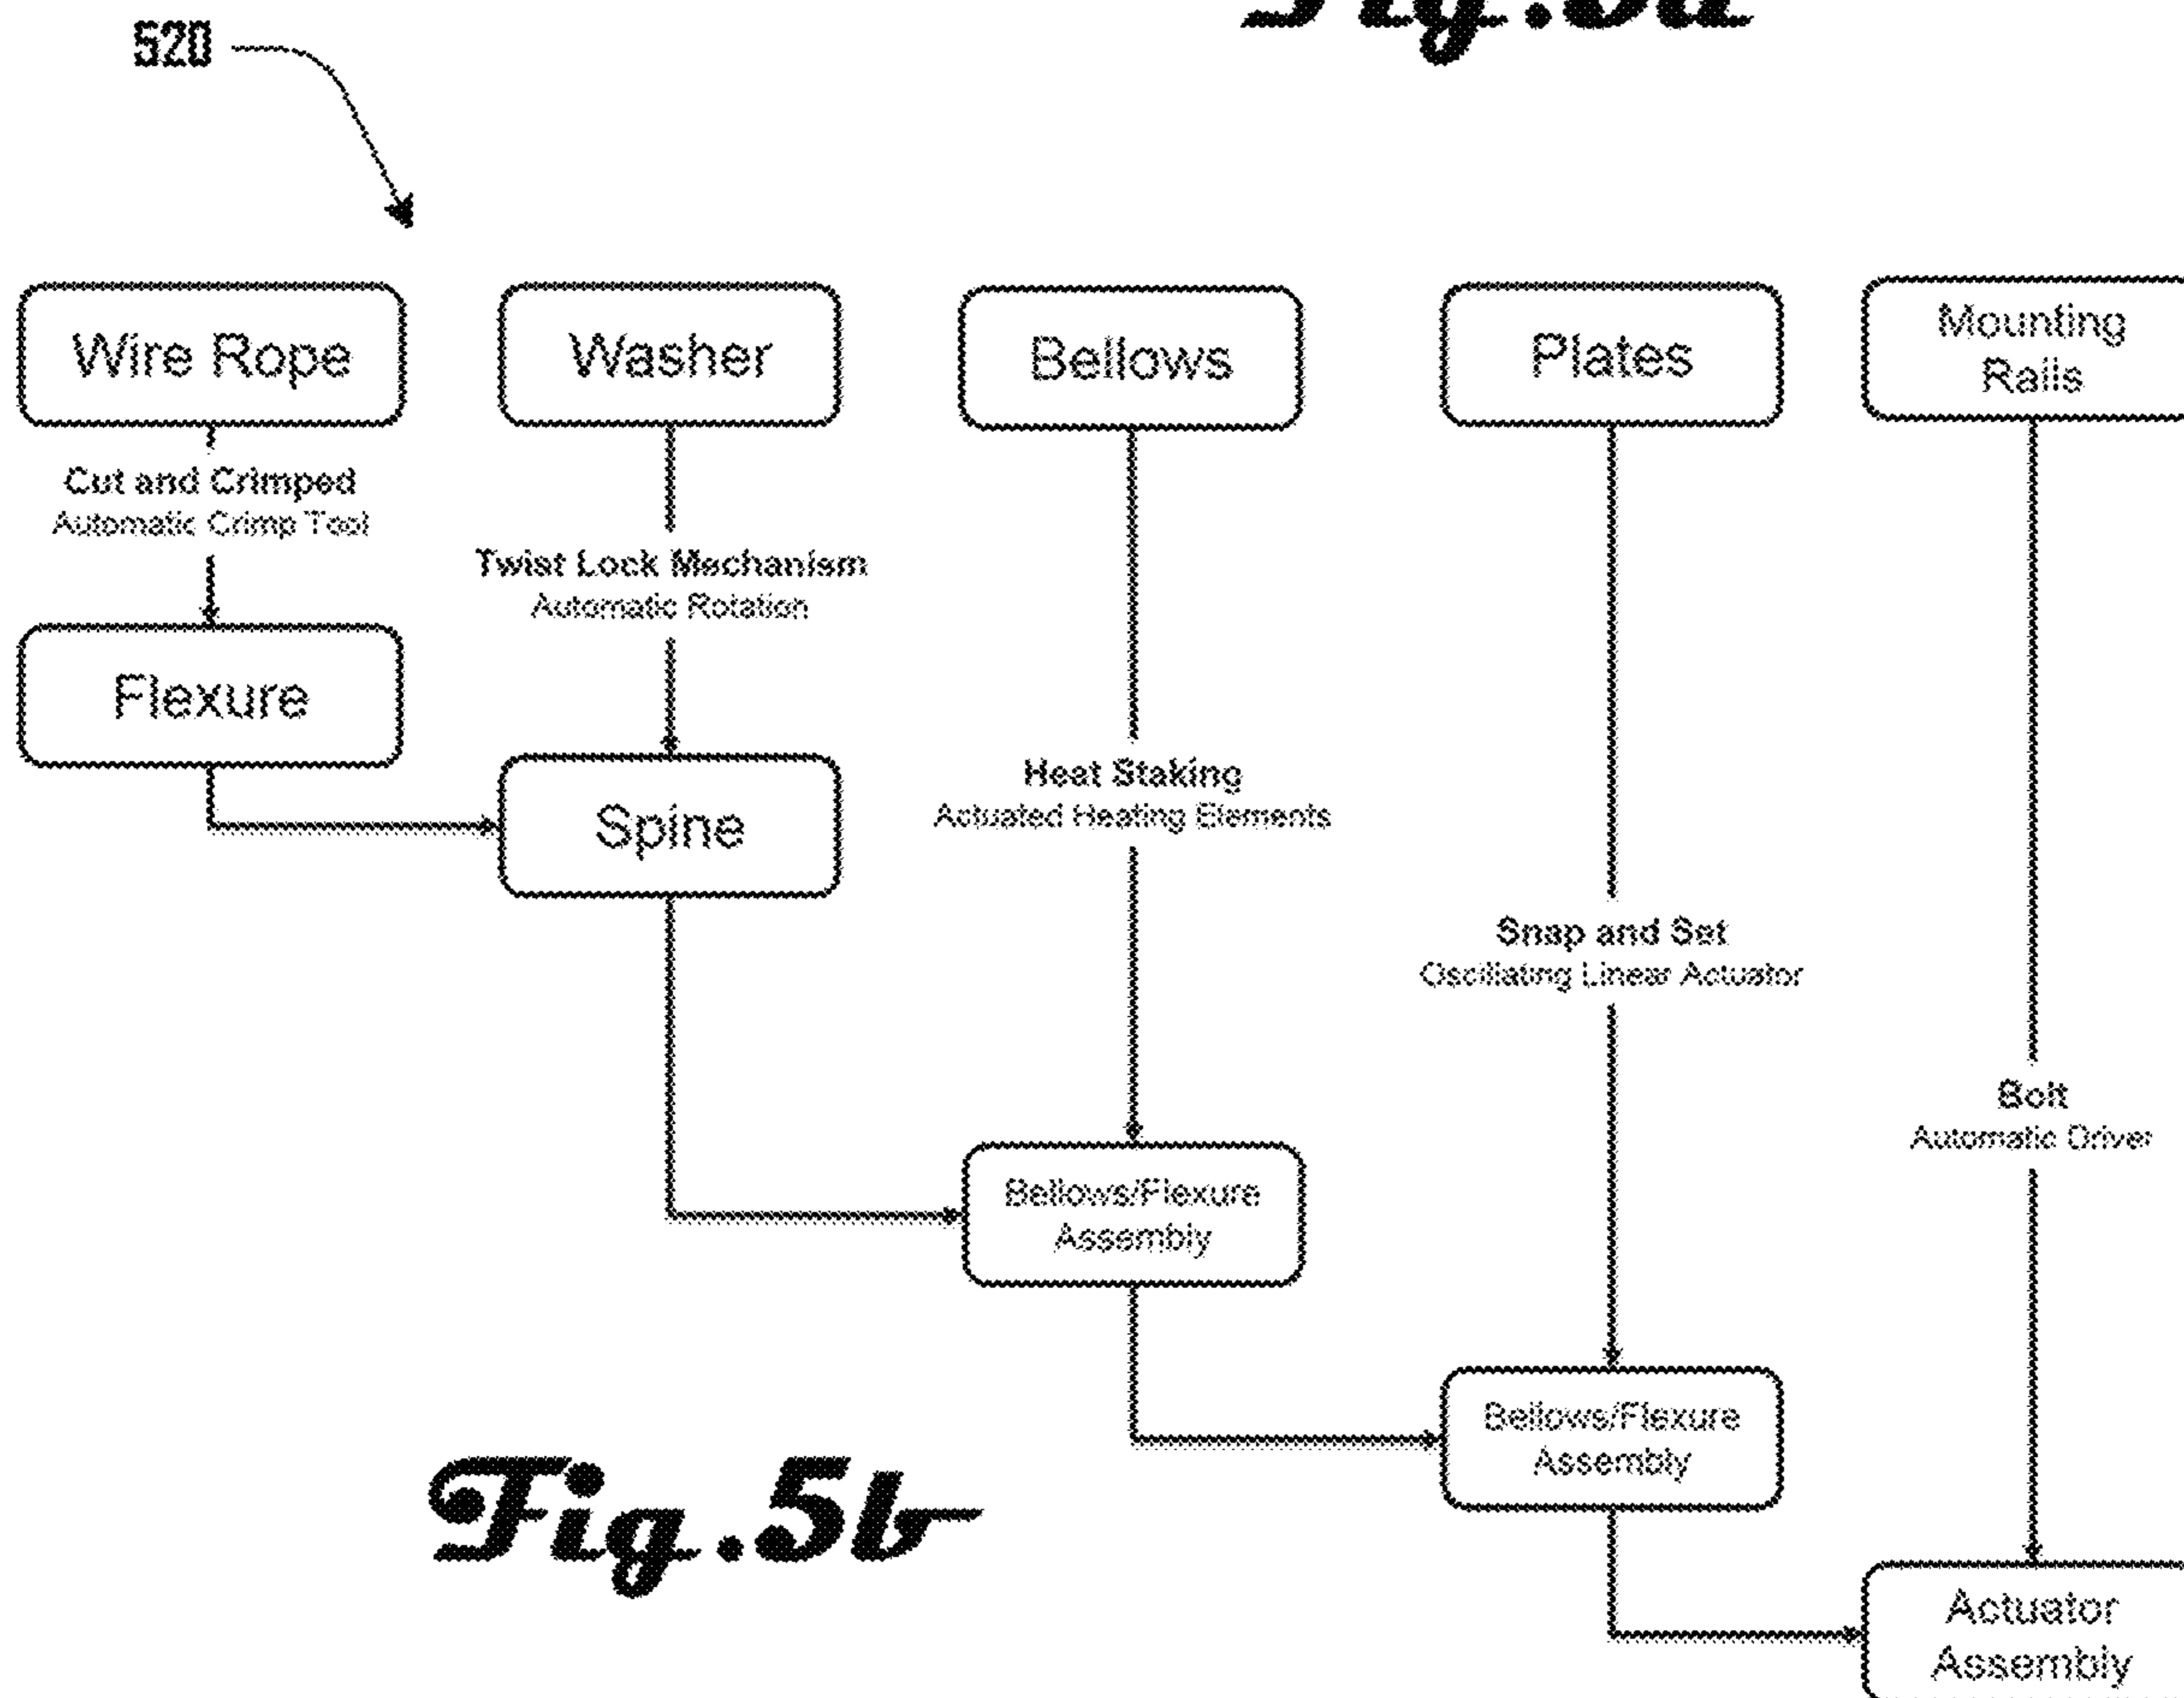 520
Wire Rope
Washer
Bellows
Plates
Mounting
Rails
Cut and Crimped
Automatic Crimp Tool
Twist Lock Mechanism
Automatic Rotation
Flexure
Heat Staking
Actuated Heating Elements
Spine
Snap and Set
Oscillating Linear Actuator
Bolt
Automatic Driver
Bellows/Flexure
Assembly
Bellows/Flexure
Assembly
Fig.5b
Actuator
Assembly